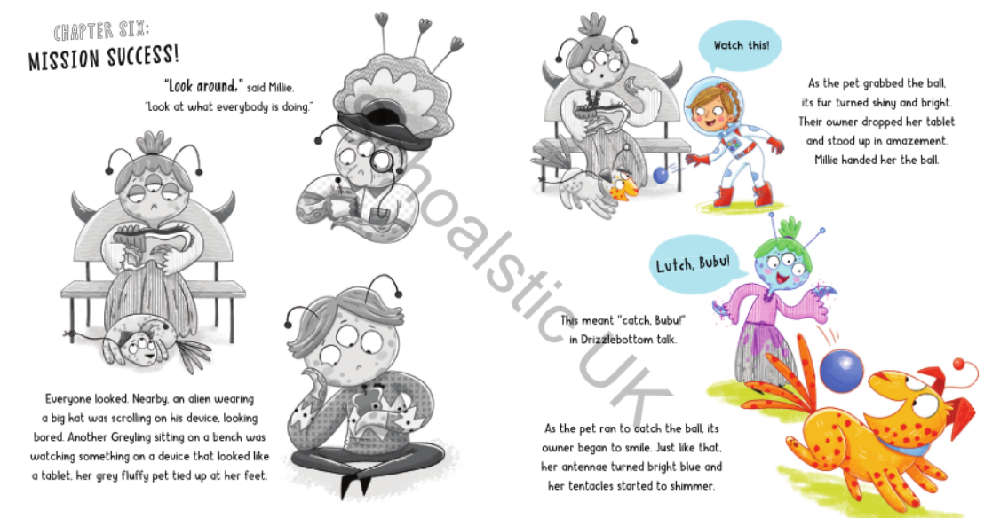 CHAPTER SIX:
MISSION SUCCESS!
"Look around," said Millie.
"Look at what everybody is doing."
Everyone looked. Nearby, an alien wearing
a big hat was scrolling on his device, looking
bored. Another Greyling sitting on a bench was
watching something on a device that looked like
a tablet, her grey fluffy pet tied up at her feet.
Watch this!
As the pet grabbed the ball,
its fur turned shiny and bright.
Their owner dropped her tablet
and stood up in amazement.
Millie handed her the ball.
Lutch, Bubu!
This meant "catch, Bubu!"
in Drizzlebottom talk.
As the pet ran to catch the ball, its
owner began to smile. Just like that,
her antennae turned bright blue and
her tentacles started to shimmer.
hoalstic UK